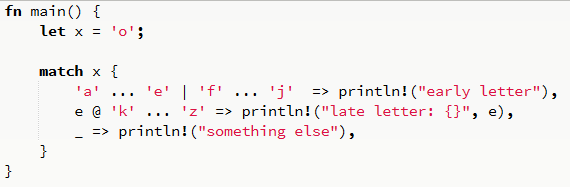 fn main() {
    let x = 'o';

    match x {
        'a' ... 'e' | 'f' ... 'j'  => println!("early letter"),
        e @ 'k' ... 'z' => println!("late letter: {}", e),
        _ => println!("something else"),
    }
}